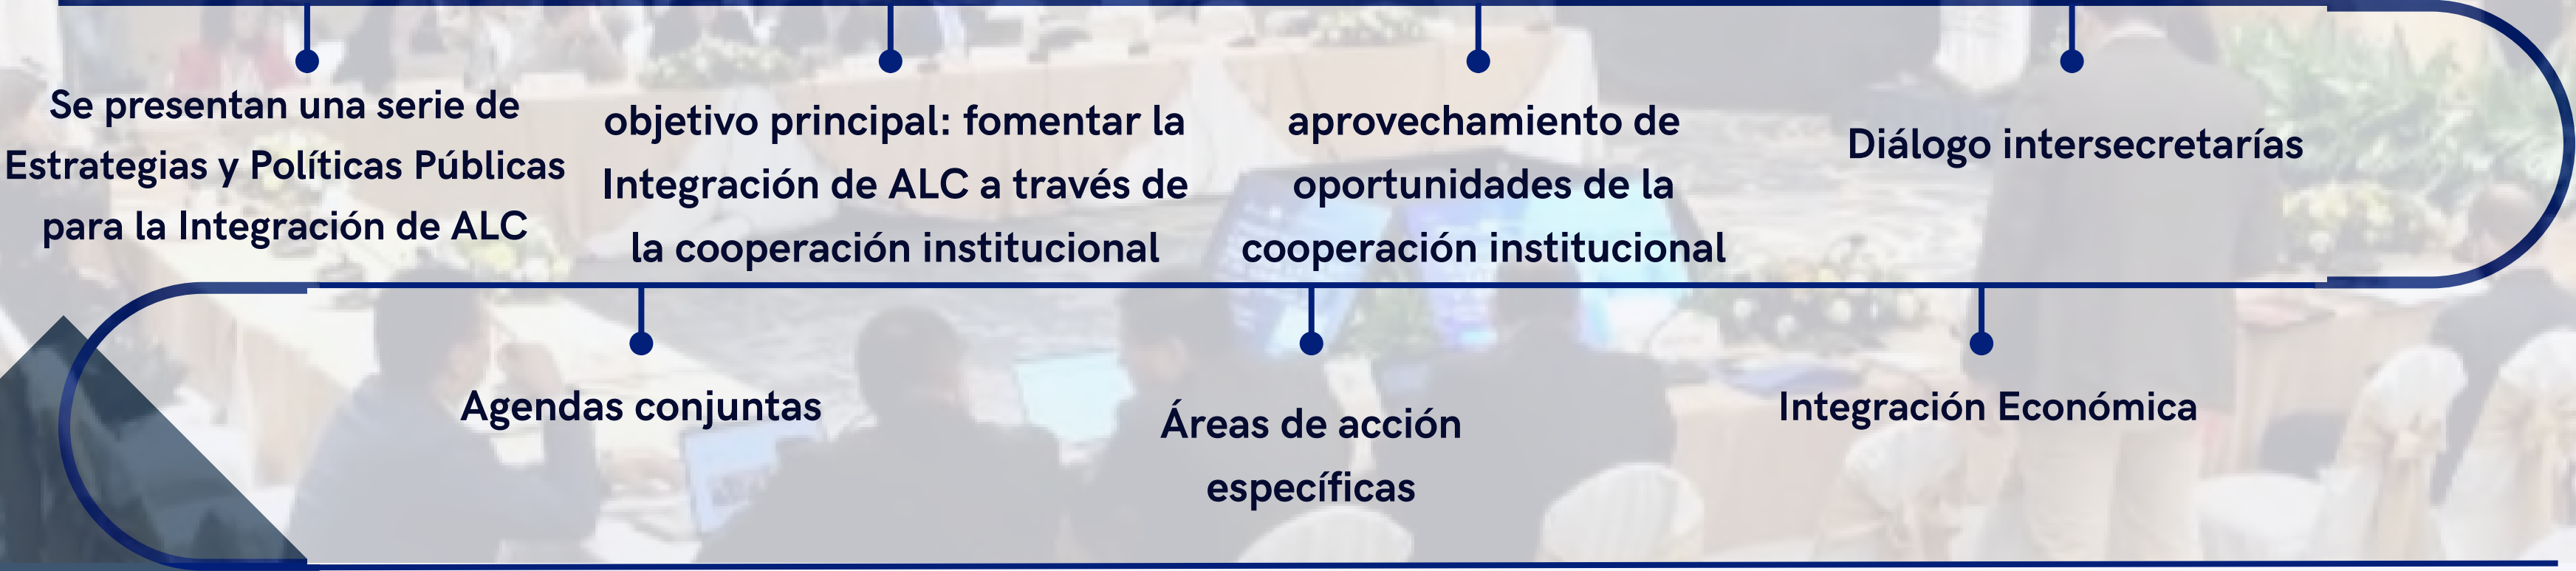 Se presentan una serie de
Estrategias y Políticas Públicas
para la Integración de ALC
objetivo principal: fomentar la
Integración de ALC a través de
la cooperación institucional
aprovechamiento de
oportunidades de la
cooperación institucional
Diálogo intersecretarías
Agendas conjuntas
Áreas de acción
específicas
Integración Económica